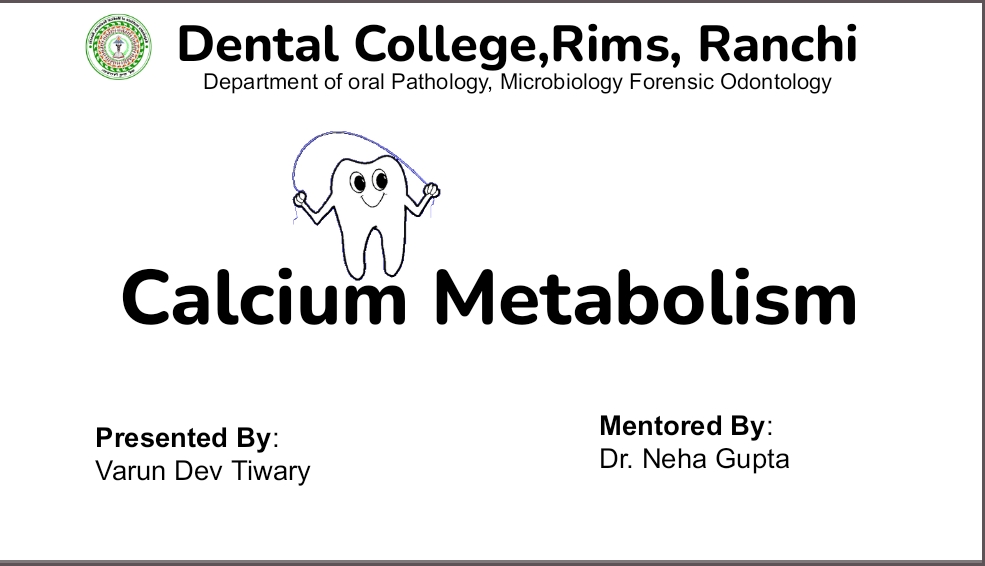 Dental College,Rims, Ranchi
Department of oral Pathology, Microbiology Forensic Odontology
Calcium Metabolism
Presented By:
Varun Dev Tiwary
Mentored By:
Dr. Neha Gupta